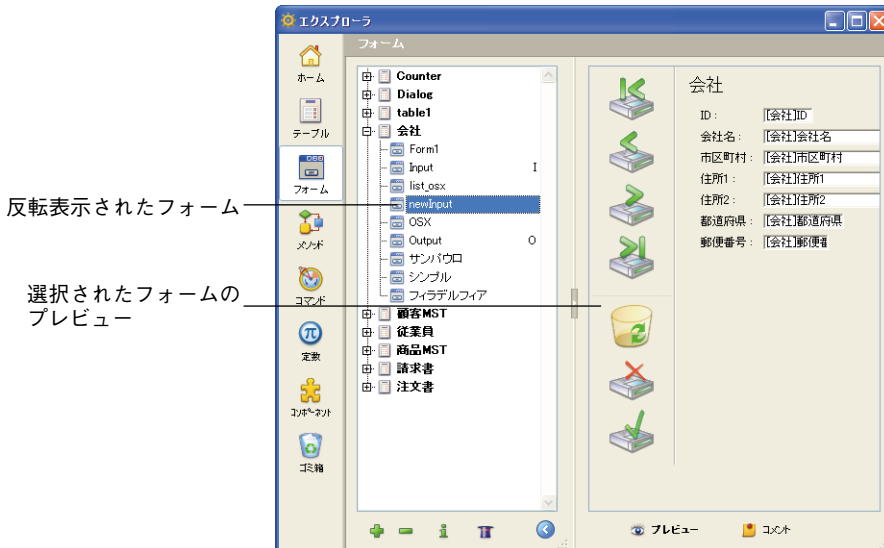 エクスプローラ
フォーム
ホーム
テーブル
フォーム
メソッド
コマンド
定数
コンポーネント
ゴミ箱
反転表示されたフォーム
選択されたフォームの
プレビュー
Counter
Dialog
table1
会社
Form1
Input I
list_osx
newInput
OSX
Output O
サンパウロ
シンプル
フィラデルフィア
顧客MST
従業員
商品MST
請求書
注文書
会社
ID : [会社]ID
会社名 : [会社]会社名
市区町村 : [会社]市区町村
住所1 : [会社]住所1
住所2 : [会社]住所2
都道府県 : [会社]都道府県
郵便番号 : [会社]郵便番
プレビュー
コメント